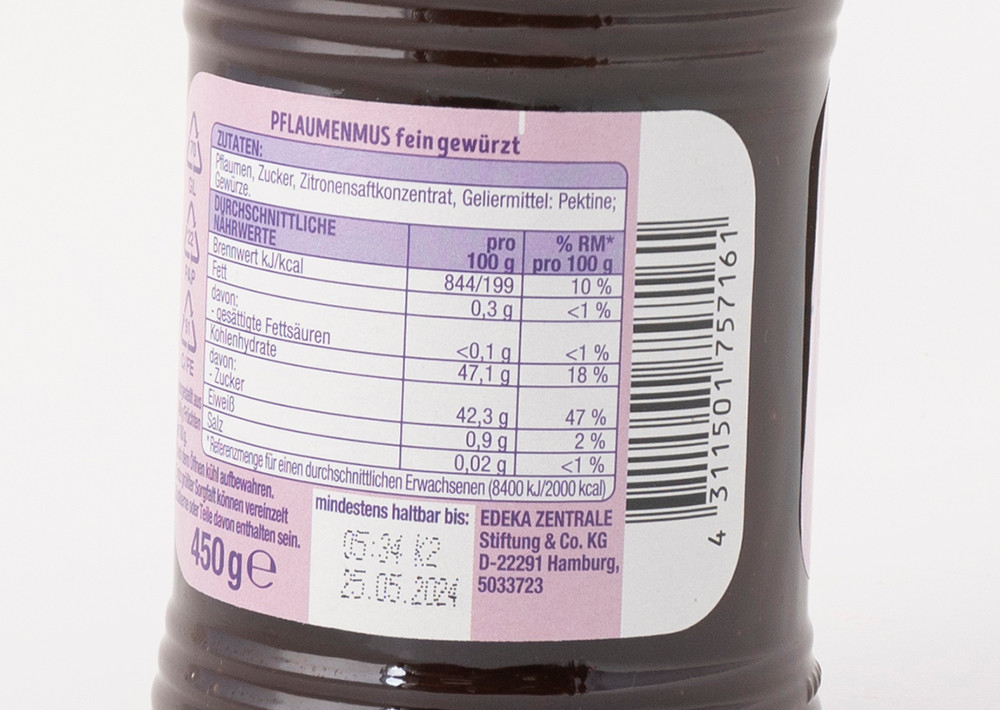 PFLAUMENMUS fein gewürzt
ZUTATEN:
Pflaumen, Zucker, Zitronensaftkonzentrat, Geliermittel: Pektine;
Gewürze.
DURCHSCHNITTLICHE
NÄHRWERTE
pro
100 g
% RM*
pro 100 g
Brennwert kJ/kcal 844/199 10 %
Fett 0,3 g <1 %
davon:
- gesättigte Fettsäuren <0,1 g <1 %
Kohlenhydrate 47,1 g 18 %
davon:
- Zucker 42,3 g 47 %
Eiweiß 0,9 g 2 %
Salz 0,02 g <1 %
*Referenzmenge für einen durchschnittlichen Erwachsenen (8400 kJ/2000 kcal)
Öffnen kühl aufbewahren.
Sorgfalt können vereinzelt
oder Teile davon enthalten sein.
450 g e
mindestens haltbar bis:
05:34 K2
25.05.2024
EDEKA ZENTRALE
Stiftung & Co. KG
D-22291 Hamburg,
5033723
4 311501 757161
GL
22
PAP